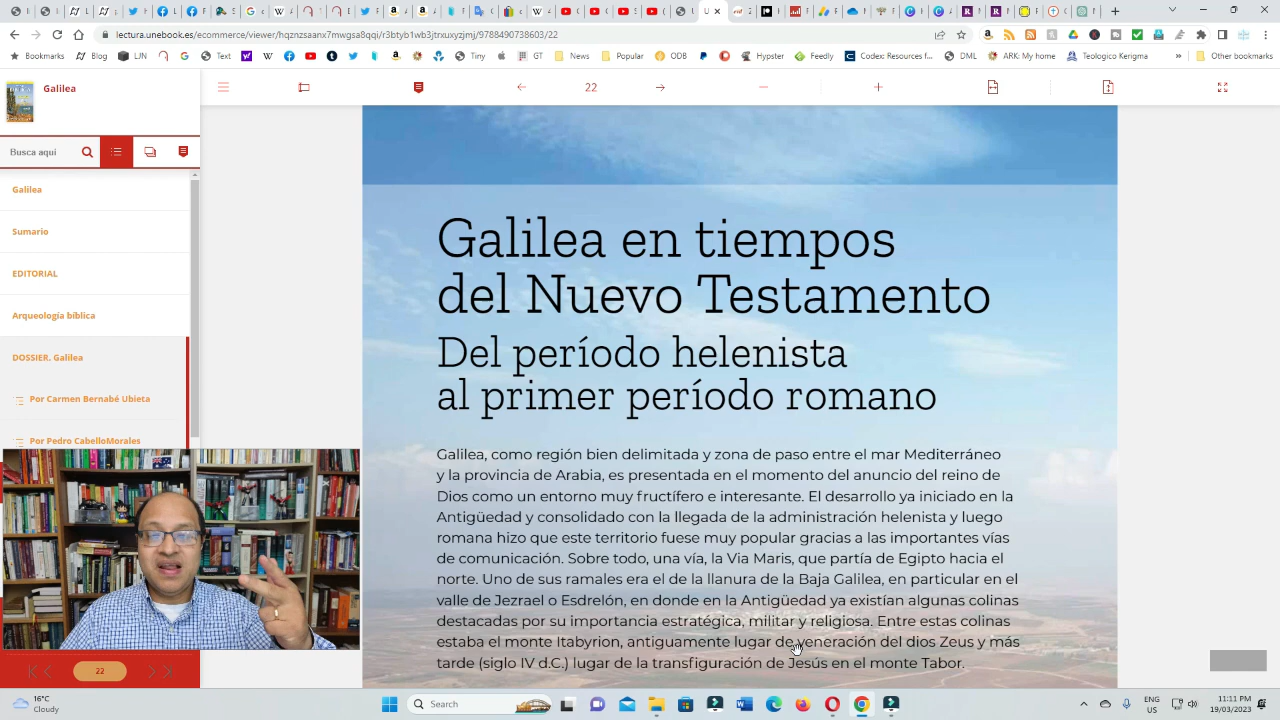 lectura.unebook.es/ecommerce/viewer/hqznzsaanx7mwgsa8qqi/r3btyb1wb3jtrxuxyzjmj/9788490738603/22
Bookmarks
AJ
Blog
LJN
G Text
News
Popular
ODB
P
Codex Sinaiticus
Hypster
Feedly
Codex Vaticanus (B...
DML
ARK: My home
Teologico Kerigma
»
Other bookmarks
Galilea
22
Busca aquí
Galilea
Sumario
EDITORIAL
Arqueología bíblica
DOSSIER. Galilea
Por Carmen Bernabé Ubieta
Por Pedro CabelloMorales
Galilea en tiempos
del Nuevo Testamento
Del período helenista
al primer período romano
Galilea, como región bien delimitada y zona de paso entre el mar Mediterráneo
y la provincia de Arabia, es presentada en el momento del anuncio del reino de
Dios como un entorno muy fructífero e interesante. El desarrollo ya iniciado en la
Antigüedad y consolidado con la llegada de la administración helenista y luego
romana hizo que este territorio fuese muy popular gracias a las importantes vías
de comunicación. Sobre todo, una vía, la Via Maris, que partía de Egipto hacia el
norte. Uno de sus ramales era el de la llanura de la Baja Galilea, en particular en el
valle de Jezrael o Esdrelón, en donde en la Antigüedad ya existían algunas colinas
destacadas por su importancia estratégica, militar y religiosa. Entre estas colinas
estaba el monte Itabyrion, antiguamente lugar de veneración del dios Zeus y más
tarde (siglo IV d.C.) lugar de la transfiguración de Jesús en el monte Tabor.
22
16°C
Cloudy
Search
ENG
US
11:11 PM
19/03/2023